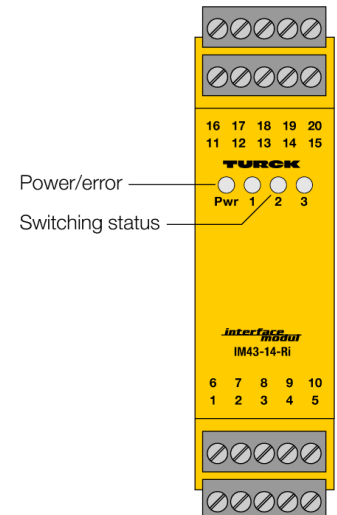 16 17 18 19 20
11 12 13 14 15
TURCK
Power/error
Pwr 1 2 3
Switching status
interface
modul
IM43-14-Ri
6 7 8 9 10
1 2 3 4 5